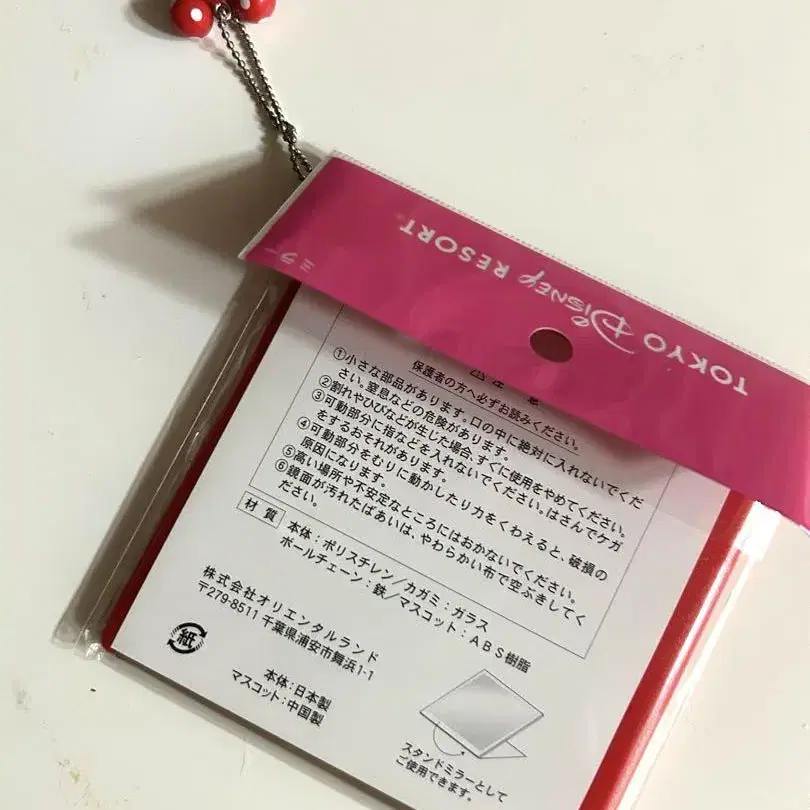 TOKYO DISNEY RESORT
ミラー
⚠ 注 意
保護者の方へ必ずお読みください。
①小さな部品があります。口の中に絶対に入れないでくだ
さい。窒息などの危険があります。
②割れやひびなどが生じた場合、すぐに使用をやめてください。
③可動部分に指などを入れないでください。はさんでケガ
をするおそれがあります。
④可動部分をむりに動かしたり力をくわえると、破損の
原因になります。
⑤高い場所や不安定なところにはおかないでください。
⑥鏡面が汚れたばあいは、やわらかい布で空ぶきしてく
ださい。
材 質
本体：ポリスチレン/カガミ：ガラス
ボールチェーン：鉄/マスコット：ABS樹脂
株式会社オリエンタルランド
〒279-8511 千葉県浦安市舞浜1-1
紙
本体：日本製
マスコット：中国製
スタンドミラーとして
ご使用できます。